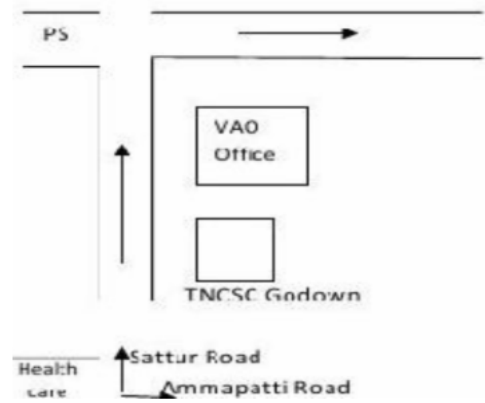 PS
VAO
Office
TNCSC Godown
Sattur Road
Health
care
Ammapatti Road